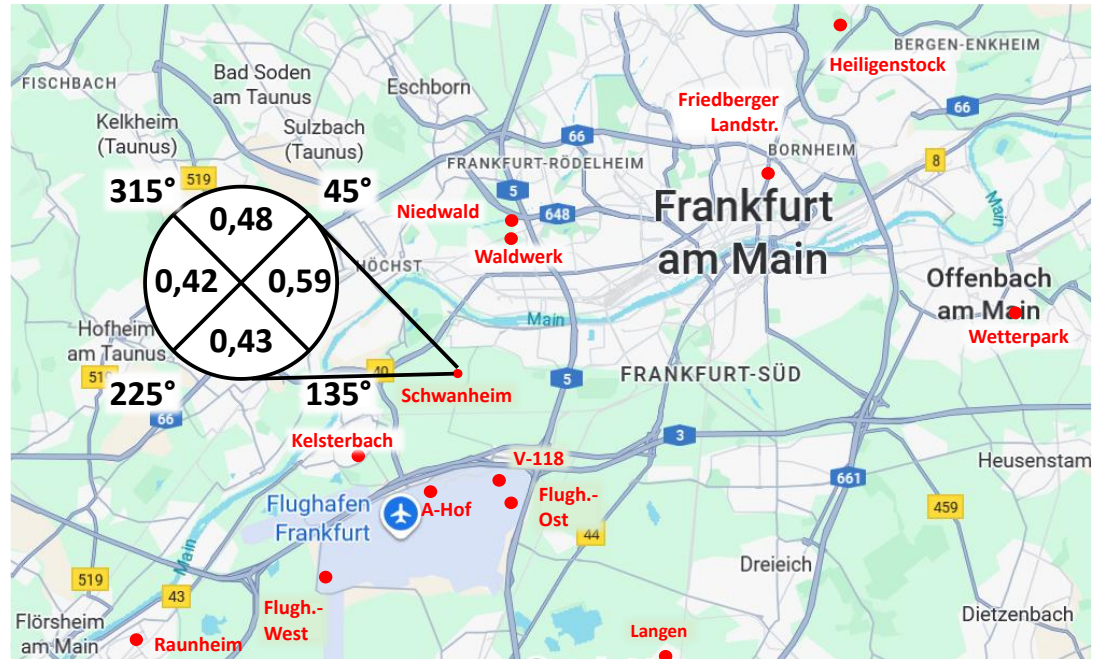 BERGEN-ENKHEIM
Heiligenstock
FISCHBACH
Bad Soden
am Taunus
Eschborn
Friedberger
Landstr.
66
Kelkheim
(Taunus)
Sulzbach
(Taunus)
66
BORNHEIM
8
FRANKFURT-RÖDELHEIM
519
315°
45°
5
Niedwald
648
Waldwerk
Frankfurt
am Main
Main
0,48
0,42
0,59
0,43
HÖCHST
Offenbach
am Main
Wetterpark
Main
Hofheim
am Taunus
40
5
FRANKFURT-SÜD
Schwanheim
225°
135°
66
Kelsterbach
3
V-118
661
Heusenstam
Flughafen
Frankfurt
A-Hof
Flugh.-
Ost
44
459
Dreieich
519
43
Flugh.-
West
Dietzenbach
Flörsheim
am Main
Raunheim
Langen